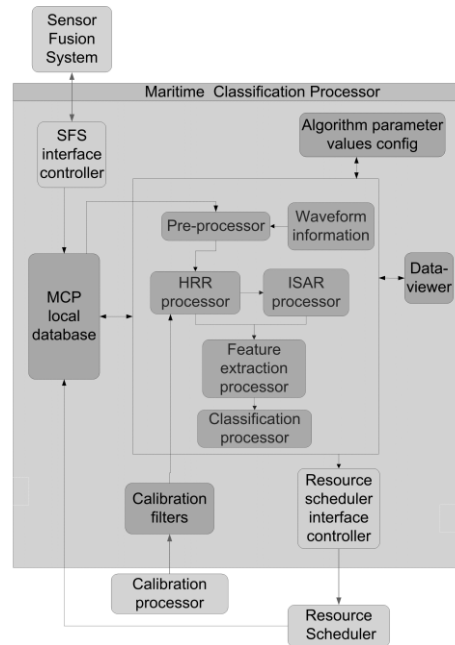 Sensor
Fusion
System
Maritime Classification Processor
SFS
interface
controller
Algorithm parameter
values config
Pre-processor
Waveform
information
MCP
local
database
HRR
processor
ISAR
processor
Data-
viewer
Feature
extraction
processor
Classification
processor
Calibration
filters
Resource
scheduler
interface
controller
Calibration
processor
Resource
Scheduler